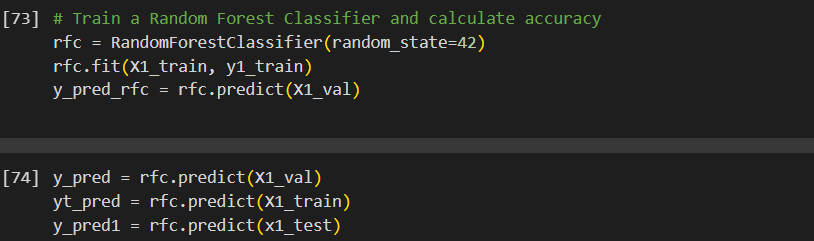 [73] # Train a Random Forest Classifier and calculate accuracy
rfc = RandomForestClassifier(random_state=42)
rfc.fit(X1_train, y1_train)
y_pred_rfc = rfc.predict(X1_val)
[74] y_pred = rfc.predict(X1_val)
yt_pred = rfc.predict(X1_train)
y_pred1 = rfc.predict(x1_test)